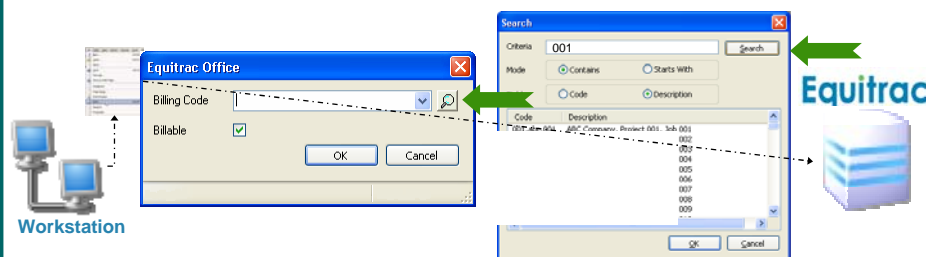 Search
Criteria
001
Search
Mode
Contains
Starts With
Code
Description
Code
Description
ABC Company, Project 001, Job 001
002
003
004
005
006
007
008
009
OK
Cancel
Equitrac Office
Billing Code
Billable
OK
Cancel
Workstation
Equitrac